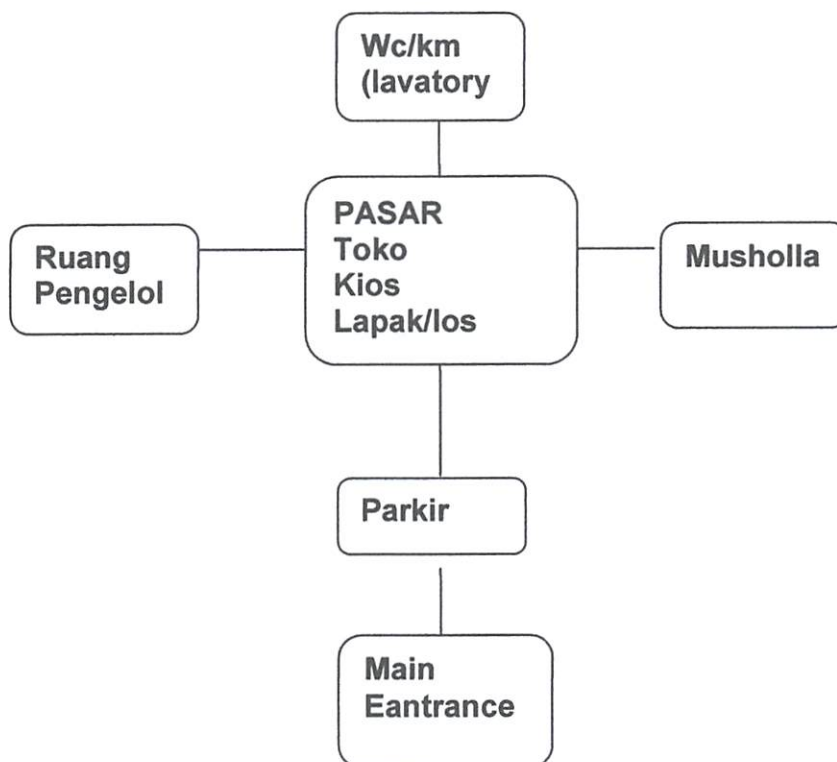 Wc/km
(lavatory
PASAR
Toko
Kios
Lapak/los
Ruang
Pengelol
Musholla
Parkir
Main
Eantrance